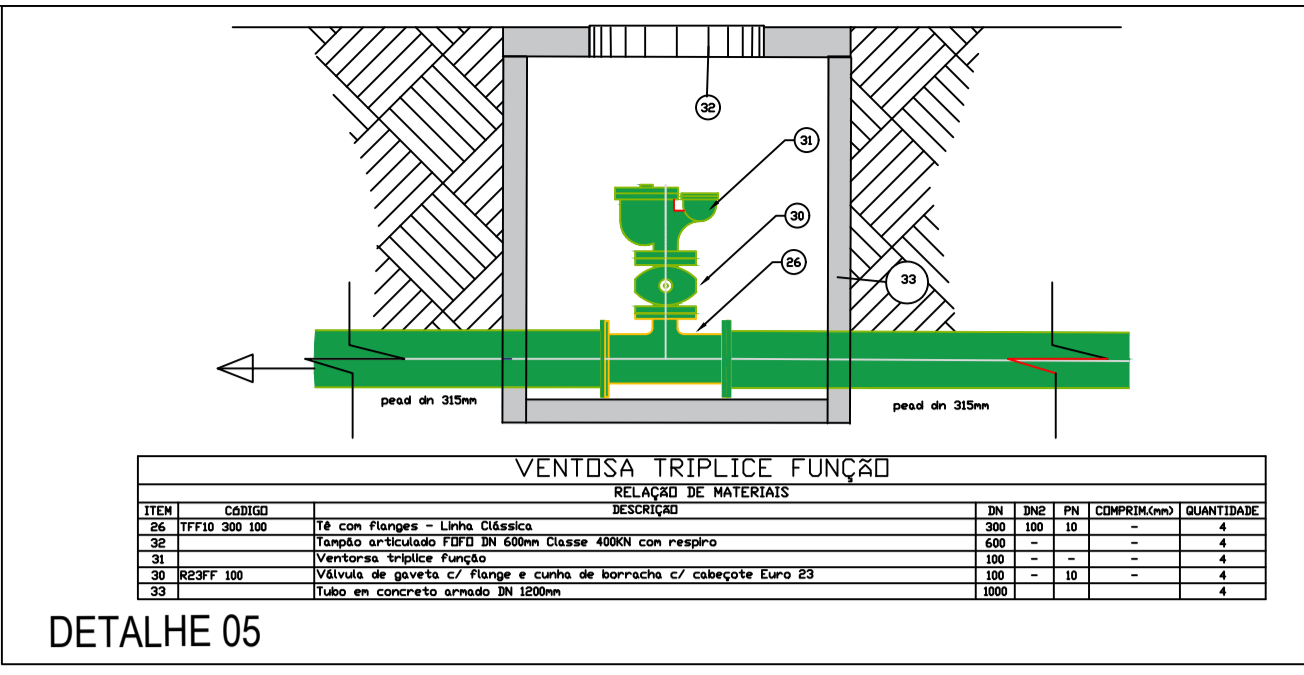 32
31
30
26
33
pead dn 315mm
pead dn 315mm
VENTOSA TRIPLICE FUNÇÃO
RELAÇÃO DE MATERIAIS
ITEM CóDIGO DESCRIÇÃO DN DN2 PN COMPRIM.(mm) QUANTIDADE
26 TFF10 300 100 Tê com flanges - Linha Clássica 300 100 10 - 4
32 Tampão articulado FOFO DN 600mm Classe 400KN com respiro 600 - - 4
31 Ventorsa triplice função 100 - - - 4
30 R23FF 100 Válvula de gaveta c/ flange e cunha de borracha c/ cabeçote Euro 23 100 - 10 - 4
33 Tubo em concreto armado DN 1200mm 1000 4
DETALHE 05